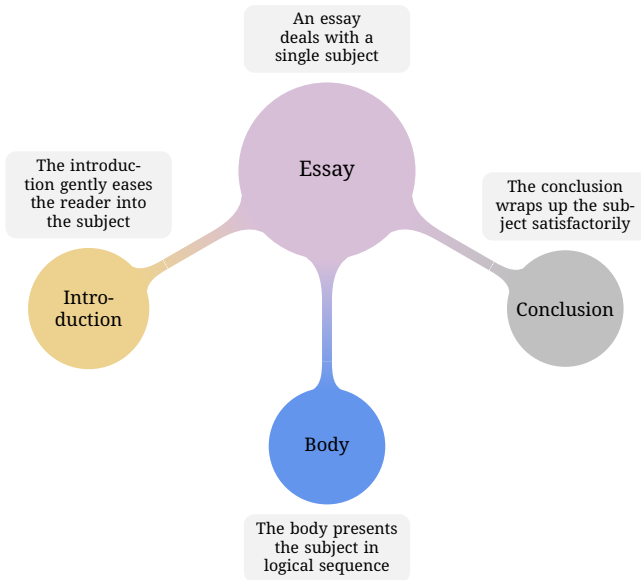 An essay
deals with a
single subject
Essay
The introduc-
tion gently eases
the reader into
the subject
Intro-
duction
The conclusion
wraps up the sub-
ject satisfactorily
Conclusion
Body
The body presents
the subject in
logical sequence